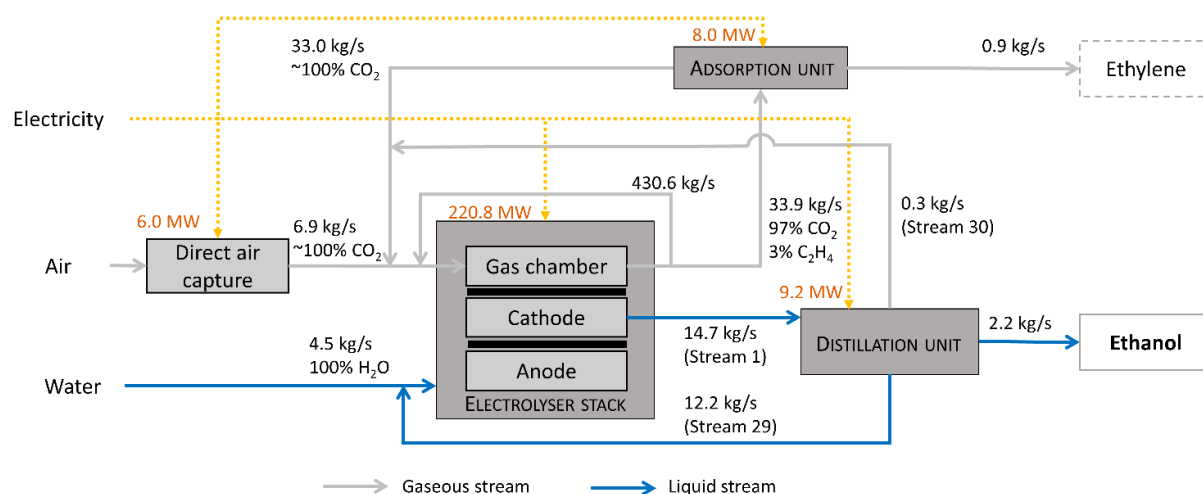 33.0 kg/s
~100% CO₂
8.0 MW
ADSORPTION UNIT
0.9 kg/s
Ethylene
Electricity
430.6 kg/s
33.9 kg/s
97% CO₂
3% C₂H₄
0.3 kg/s
(Stream 30)
6.0 MW
6.9 kg/s
~100% CO₂
220.8 MW
Air
Direct air
capture
Gas chamber
9.2 MW
Cathode
14.7 kg/s
(Stream 1)
DISTILLATION UNIT
2.2 kg/s
Ethanol
4.5 kg/s
100% H₂O
Water
Anode
ELECTROLYSER STACK
12.2 kg/s
(Stream 29)
Gaseous stream
Liquid stream